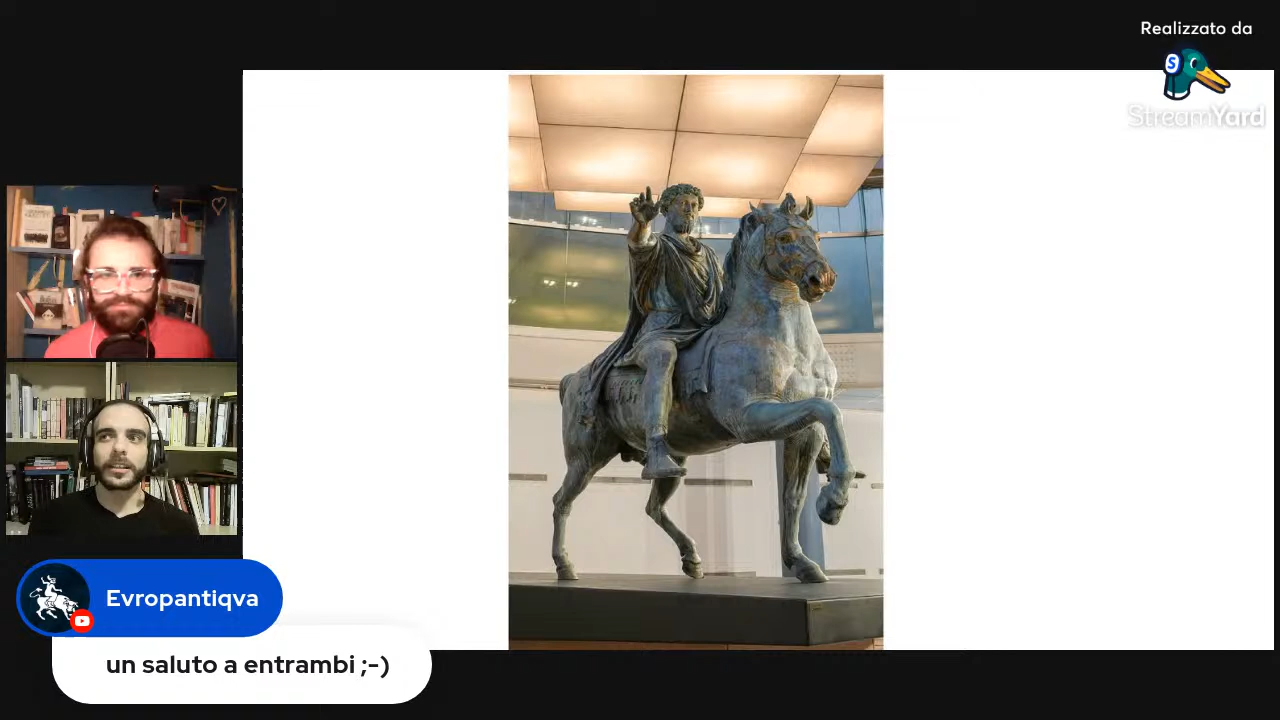 Realizzato da
StreamYard
Evropantiqva
un saluto a entrambi ;-)